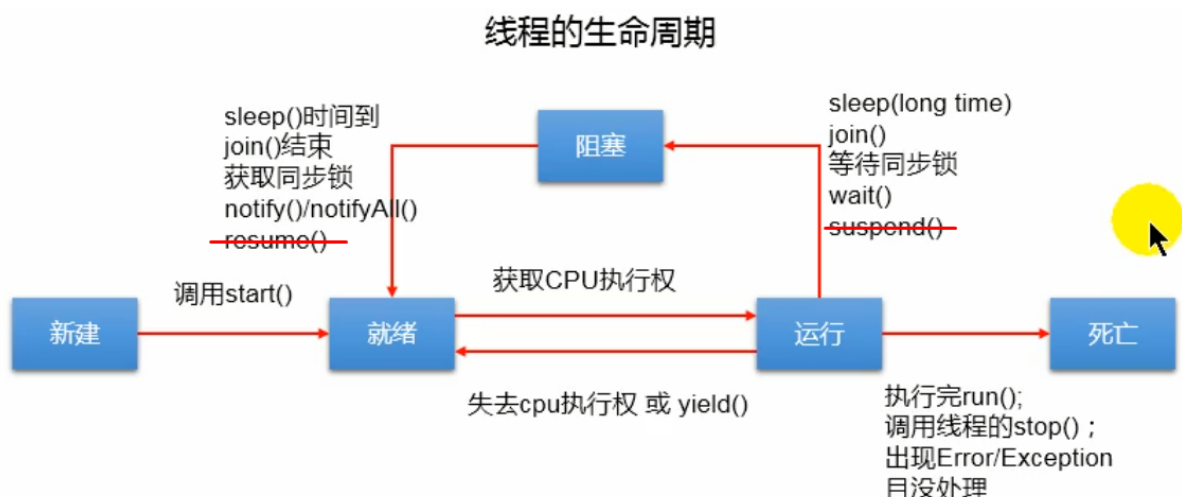 线程的生命周期
sleep()时间到
join()结束
获取同步锁
notify()/notifyAll()
resume()
阻塞
sleep(long time)
join()
等待同步锁
wait()
suspend()
调用start()
获取CPU执行权
新建
就绪
运行
死亡
失去cpu执行权 或 yield()
执行完run();
调用线程的stop() ;
出现Error/Exception
且没处理